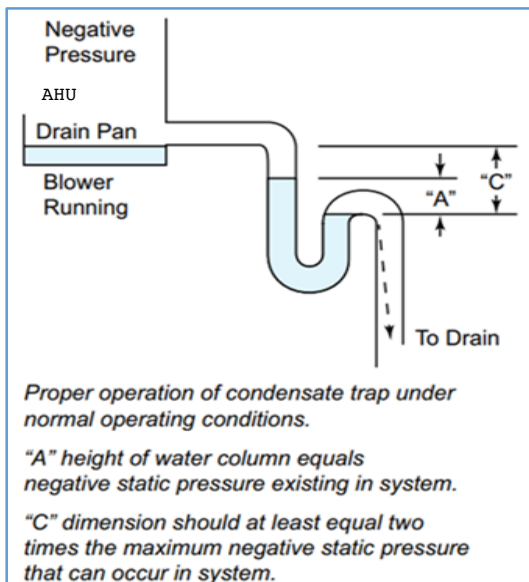 Negative
Pressure
AHU
Drain Pan
Blower
Running
"A"
"C"
To Drain
Proper operation of condensate trap under
normal operating conditions.
"A" height of water column equals
negative static pressure existing in system.
"C" dimension should at least equal two
times the maximum negative static pressure
that can occur in system.